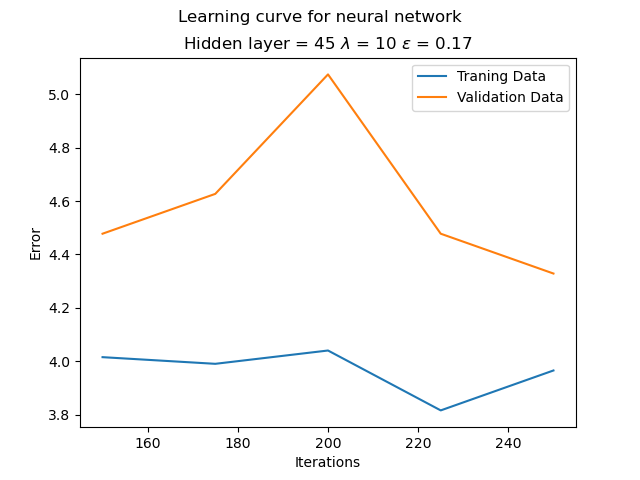 Learning curve for neural network
Hidden layer = 45 λ = 10 ε = 0.17
Traning Data
Validation Data
5.0
4.8
4.6
4.4
4.2
4.0
3.8
Error
160
180
200
220
240
Iterations